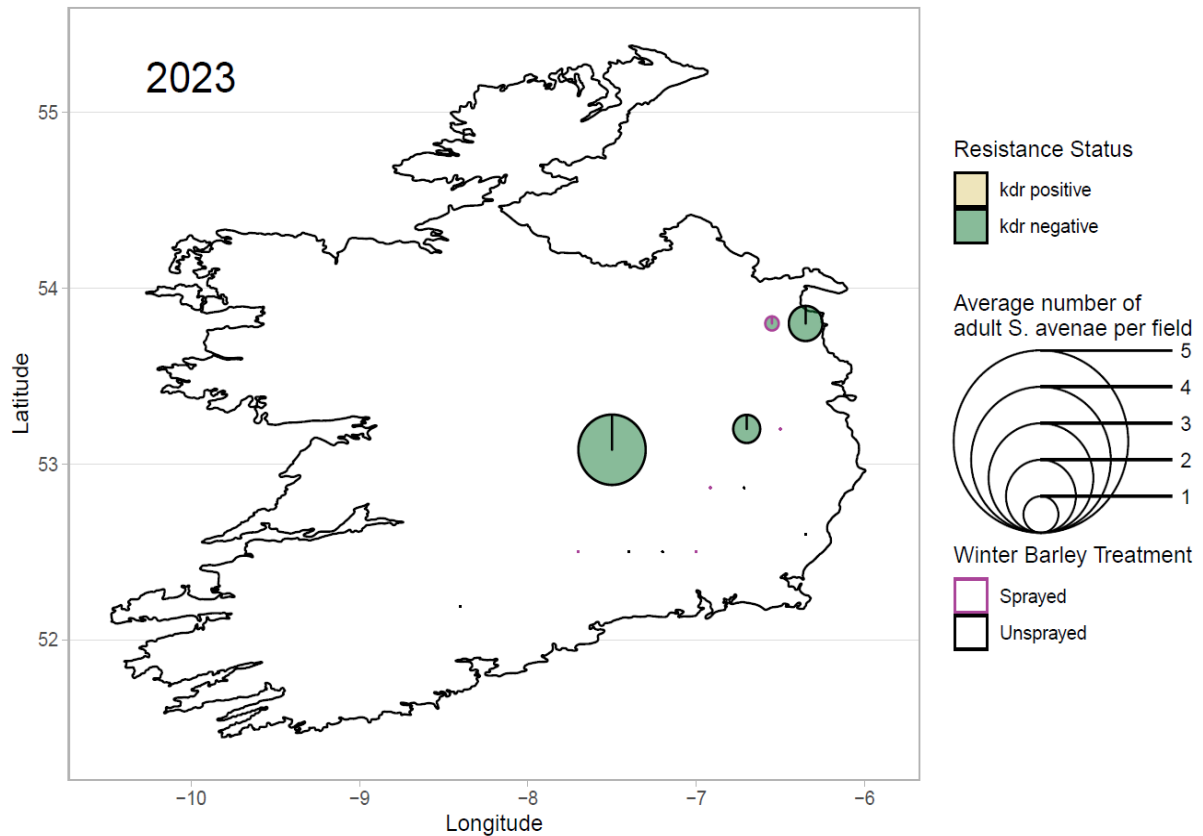 2023
55
54
53
52
Latitude
−10
−9
−8
−7
−6
Longitude
Resistance Status
kdr positive
kdr negative
Average number of
adult S. avenae per field
5
4
3
2
1
Winter Barley Treatment
Sprayed
Unsprayed